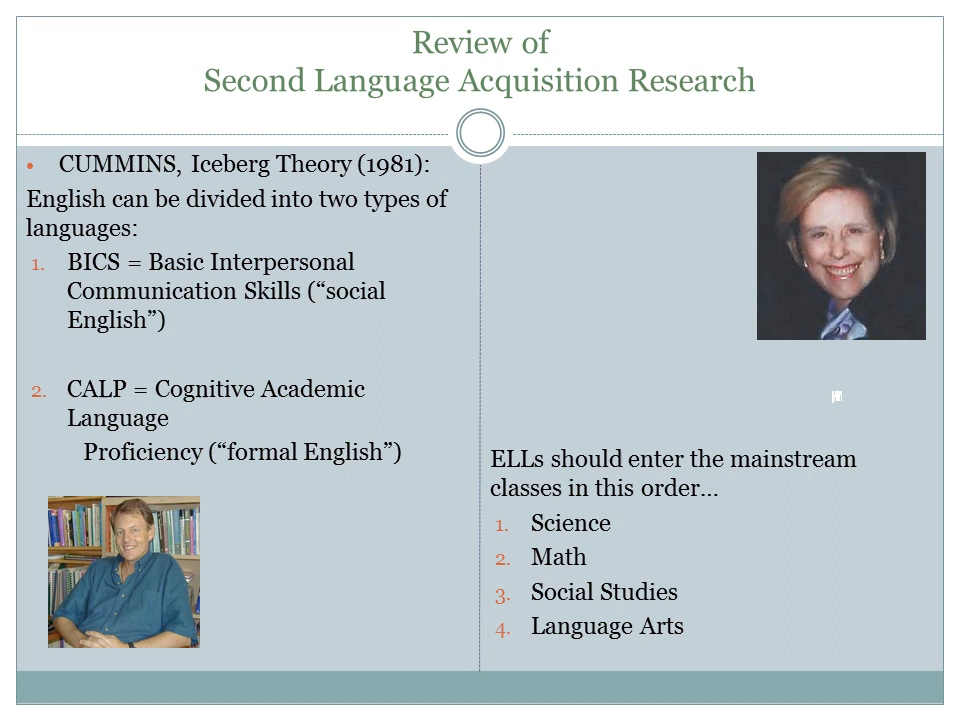 Review of
Second Language Acquisition Research
• CUMMINS, Iceberg Theory (1981):
English can be divided into two types of
languages:
1. BICS = Basic Interpersonal
Communication Skills (“social
English”)
2. CALP = Cognitive Academic
Language
Proficiency (“formal English”)
ELLs should enter the mainstream
classes in this order…
1. Science
2. Math
3. Social Studies
4. Language Arts